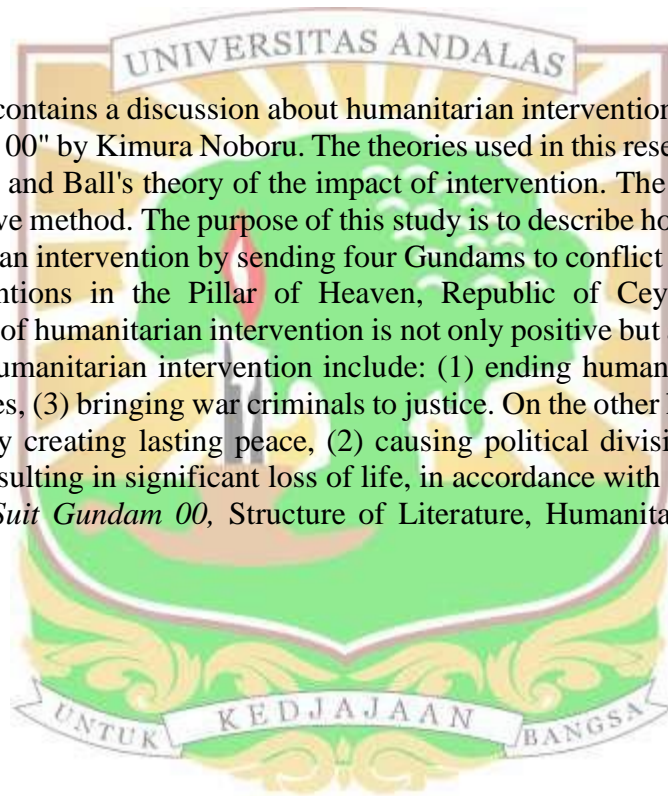 UNIVERSITAS ANDALAS
contains a discussion about humanitarian intervention
00" by Kimura Noboru. The theories used in this rese
and Ball's theory of the impact of intervention. The
ve method. The purpose of this study is to describe ho
an intervention by sending four Gundams to conflict
ntions in the Pillar of Heaven, Republic of Cey
of humanitarian intervention is not only positive but
umanitarian intervention include: (1) ending human
es, (3) bringing war criminals to justice. On the other
y creating lasting peace, (2) causing political divisi
sulting in significant loss of life, in accordance with
Suit Gundam 00, Structure of Literature, Humanita
UNTUK KEDJAJAAN BANGSA